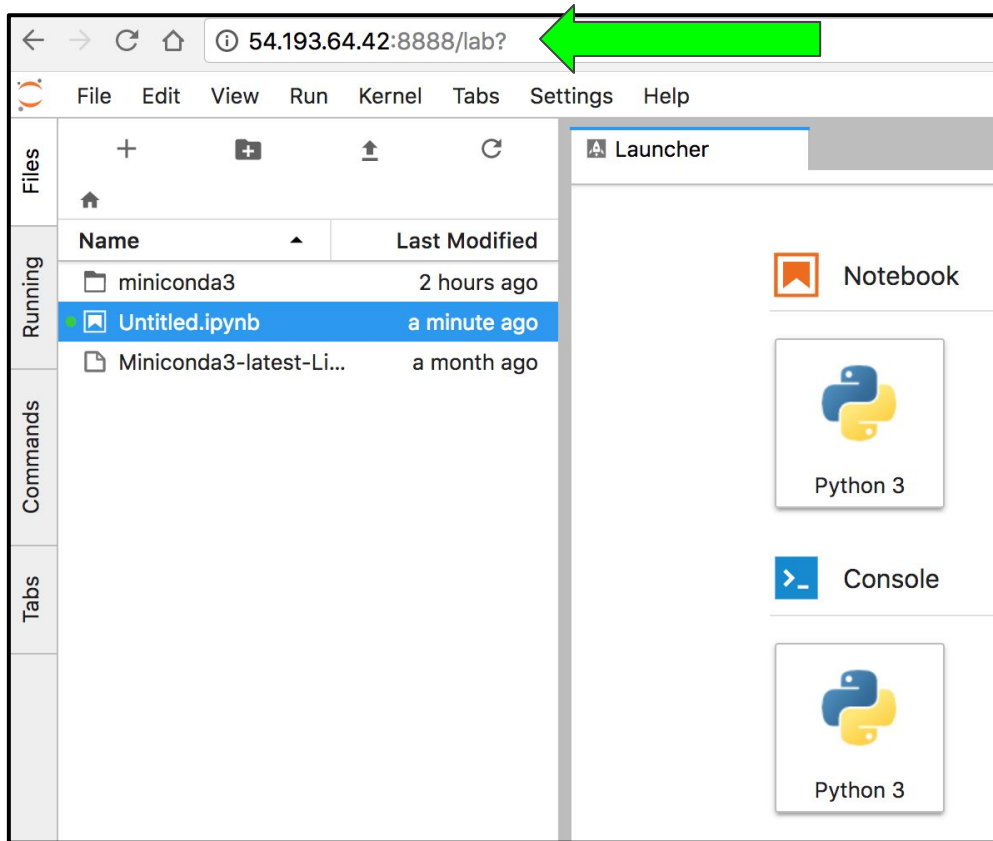 54.193.64.42:8888/lab?
File Edit View Run Kernel Tabs Settings Help
Files
Running
Commands
Tabs
Name Last Modified
miniconda3 2 hours ago
Untitled.ipynb a minute ago
Miniconda3-latest-Li... a month ago
Launcher
Notebook
Python 3
Console
Python 3